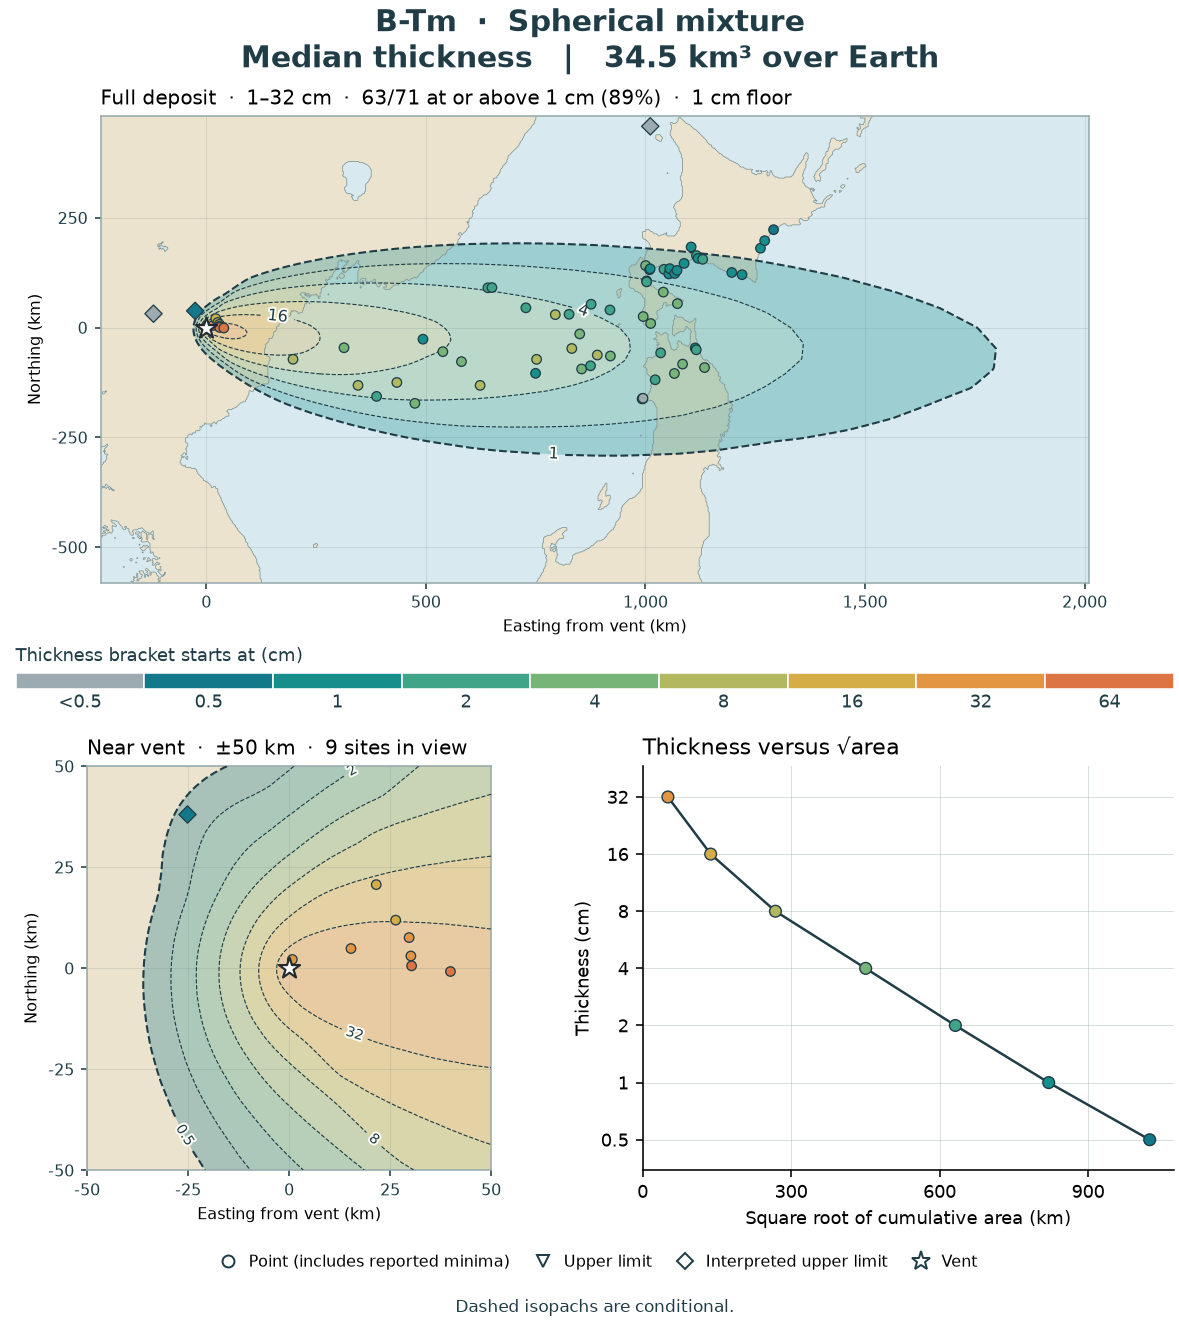 B-Tm · Spherical mixture
Median thickness | 34.5 km³ over Earth
Full deposit · 1–32 cm · 63/71 at or above 1 cm (89%) · 1 cm floor
Northing (km)
250
0
-250
-500
16
4
1
0
500
1,000
1,500
2,000
Easting from vent (km)
Thickness bracket starts at (cm)
<0.5
0.5
1
2
4
8
16
32
64
Near vent · ±50 km · 9 sites in view
Northing (km)
50
25
0
-25
-50
2
32
0.5
8
-50
-25
0
25
50
Easting from vent (km)
Thickness versus √area
Thickness (cm)
32
16
8
4
2
1
0.5
0
300
600
900
Square root of cumulative area (km)
Point (includes reported minima)
Upper limit
Interpreted upper limit
Vent
Dashed isopachs are conditional.